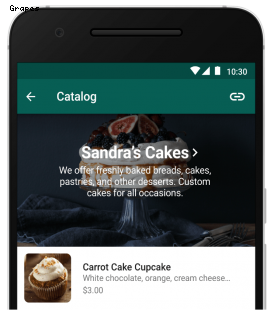 Grapas
10:30
Catalog
Sandra's Cakes
We offer freshly baked breads, cakes,
pastries, and other desserts. Custom
cakes for all occasions.
Carrot Cake Cupcake
White chocolate, orange, cream cheese...
$3.00